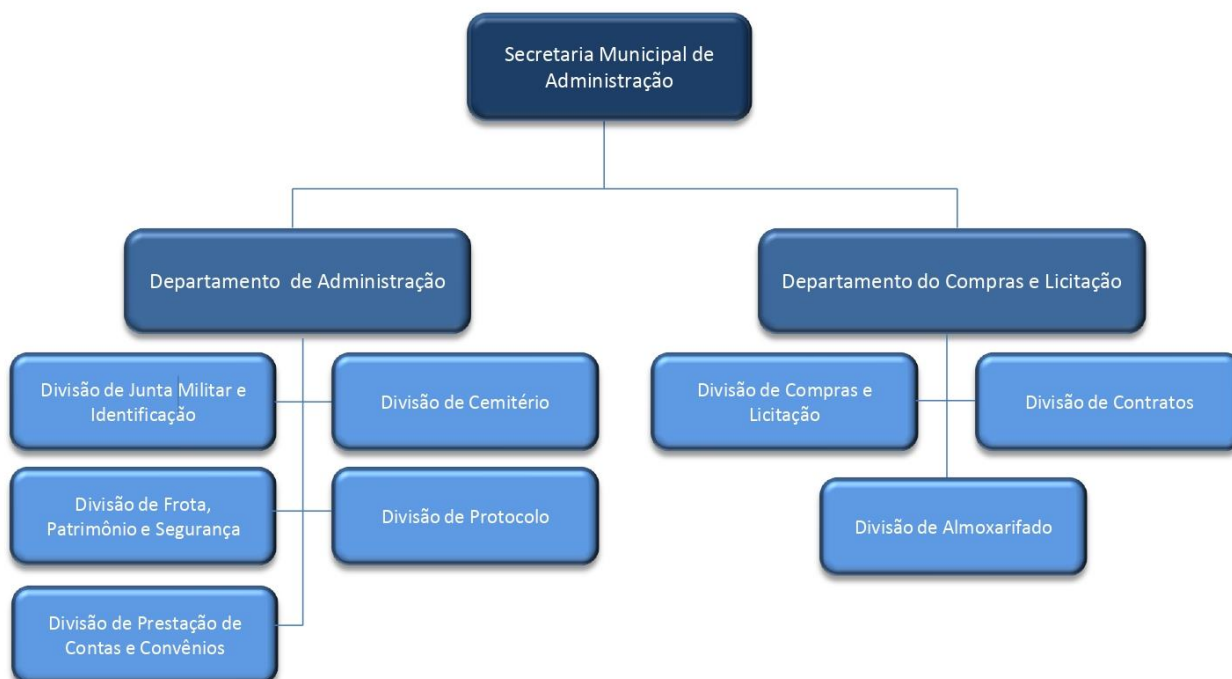 Secretaria Municipal de
Administração
Departamento de Administração
Departamento do Compras e Licitação
Divisão de Junta Militar e
Identificação
Divisão de Cemitério
Divisão de Compras e
Licitação
Divisão de Contratos
Divisão de Frota,
Patrimônio e Segurança
Divisão de Protocolo
Divisão de Almoxarifado
Divisão de Prestação de
Contas e Convênios